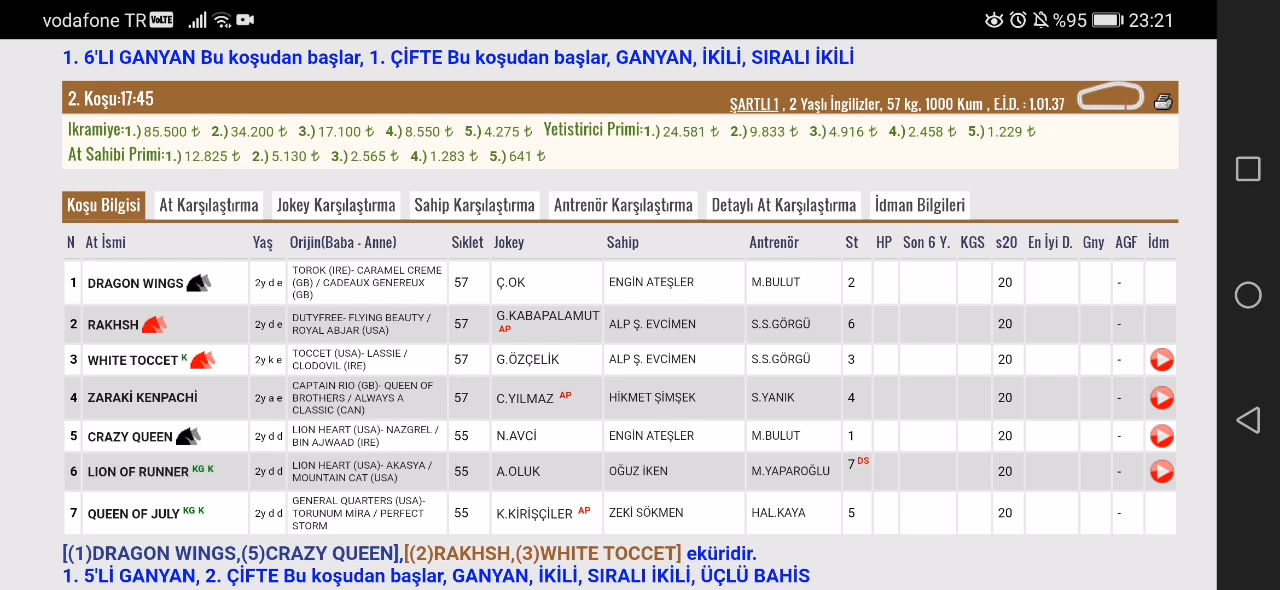 vodafone TR VoLTE %95 23:21
1. 6'LI GANYAN Bu koşudan başlar, 1. ÇİFTE Bu koşudan başlar, GANYAN, İKİLİ, SIRALI İKİLİ
2. Koşu:17:45 ŞARTLI 1 , 2 Yaşlı İngilizler, 57 kg, 1000 Kum , E.İ.D. : 1.01.37
Ikramiye:1.) 85.500 ₺ 2.) 34.200 ₺ 3.) 17.100 ₺ 4.) 8.550 ₺ 5.) 4.275 ₺ Yetistirici Primi:1.) 24.581 ₺ 2.) 9.833 ₺ 3.) 4.916 ₺ 4.) 2.458 ₺ 5.) 1.229 ₺
At Sahibi Primi:1.) 12.825 ₺ 2.) 5.130 ₺ 3.) 2.565 ₺ 4.) 1.283 ₺ 5.) 641 ₺
Koşu Bilgisi At Karşılaştırma Jokey Karşılaştırma Sahip Karşılaştırma Antrenör Karşılaştırma Detaylı At Karşılaştırma İdman Bilgileri
N At İsmi Yaş Orijin(Baba - Anne) Sıklet Jokey Sahip Antrenör St HP Son 6 Y. KGS s20 En İyi D. Gny AGF İdm
TOROK (IRE)- CARAMEL CREME
1 DRAGON WINGS 2y d e (GB) / CADEAUX GENEREUX 57 Ç.OK ENGİN ATEŞLER M.BULUT 2 20 -
(GB)
2 RAKHSH 2y d e DUTYFREE- FLYING BEAUTY / 57 G.KABAPALAMUT ALP Ş. EVCİMEN S.S.GÖRGÜ 6 20 -
ROYAL ABJAR (USA) AP
3 WHITE TOCCET K 2y k e TOCCET (USA)- LASSIE / 57 G.ÖZÇELİK ALP Ş. EVCİMEN S.S.GÖRGÜ 3 20 -
CLODOVIL (IRE)
CAPTAIN RIO (GB)- QUEEN OF
4 ZARAKİ KENPACHİ 2y a e BROTHERS / ALWAYS A 57 C.YILMAZ AP HİKMET ŞİMŞEK S.YANIK 4 20 -
CLASSIC (CAN)
5 CRAZY QUEEN 2y d d LION HEART (USA)- NAZGREL / 55 N.AVCİ ENGİN ATEŞLER M.BULUT 1 20 -
BIN AJWAAD (IRE)
6 LION OF RUNNER KG K 2y d d LION HEART (USA)- AKASYA / 55 A.OLUK OĞUZ İKEN M.YAPAROĞLU 7 DS 20 -
MOUNTAIN CAT (USA)
GENERAL QUARTERS (USA)-
7 QUEEN OF JULY KG K 2y d d TORUNUM MİRA / PERFECT 55 K.KİRİŞÇİLER AP ZEKİ SÖKMEN HAL.KAYA 5 20 -
STORM
[(1)DRAGON WINGS,(5)CRAZY QUEEN],[(2)RAKHSH,(3)WHITE TOCCET] eküridir.
1. 5'Lİ GANYAN, 2. ÇİFTE Bu koşudan başlar, GANYAN, İKİLİ, SIRALI İKİLİ, ÜÇLÜ BAHİS